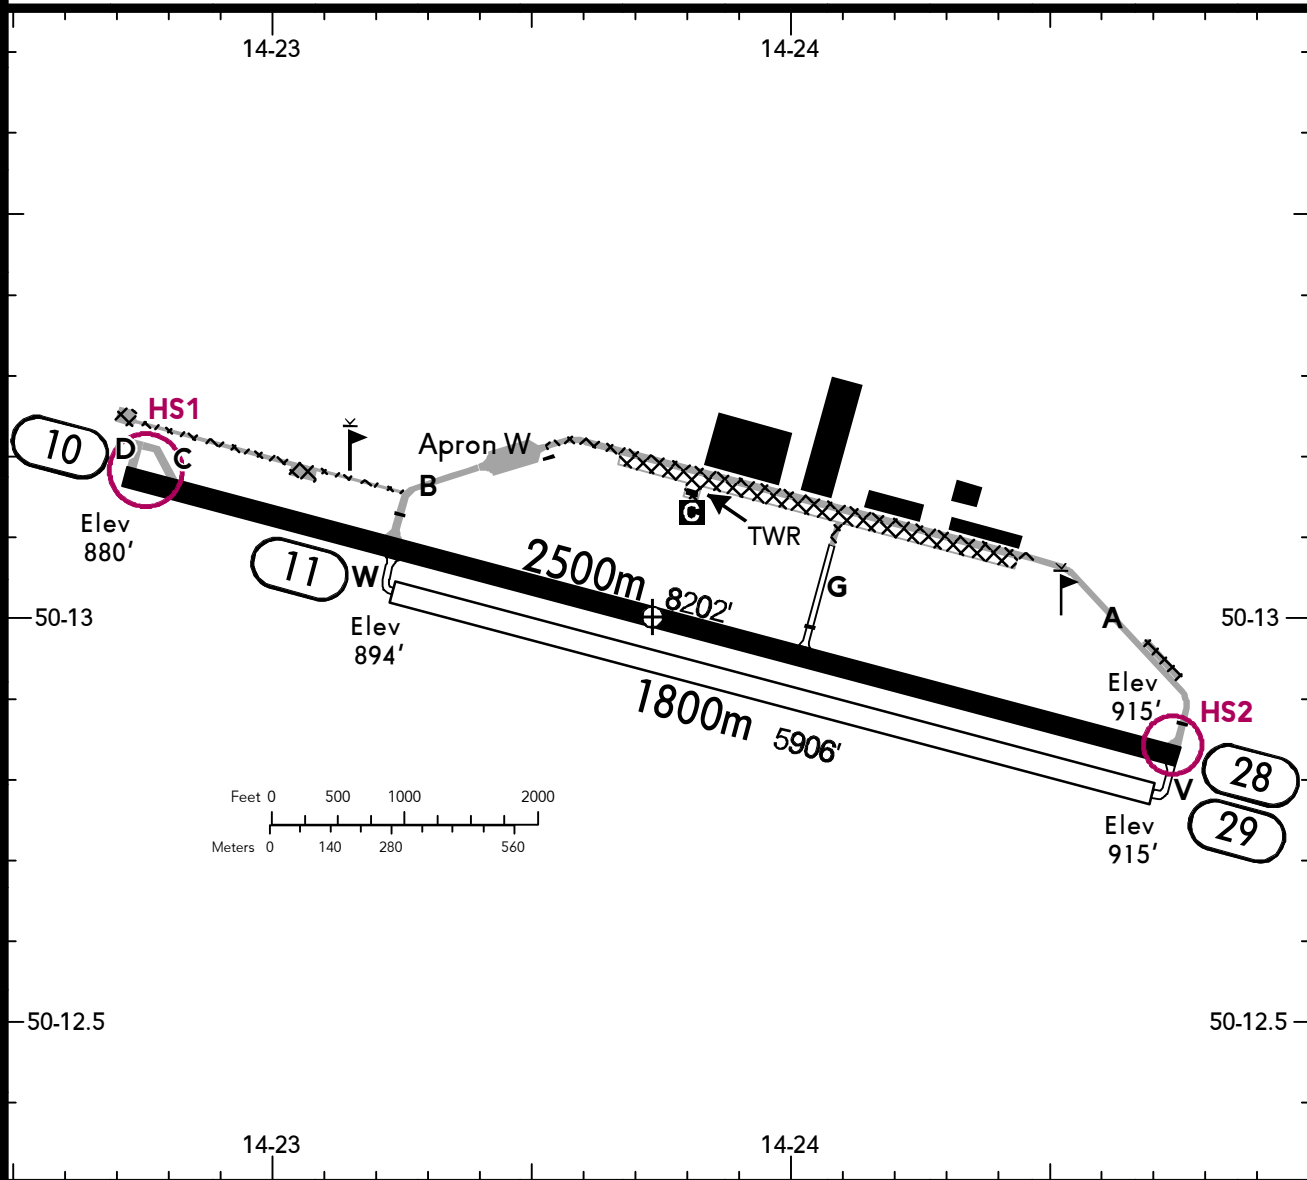 14-23
14-24
HS1
10
D
C
K
Apron W
B
C
TWR
Elev
880'
11
W
2500m
8202'
G
K
50-13
50-13
A
Elev
894'
Elev
915'
HS2
1800m
5906'
28
V
29
Elev
915'
Feet 0 500 1000 2000
Meters 0 140 280 560
50-12.5
50-12.5
14-23
14-24